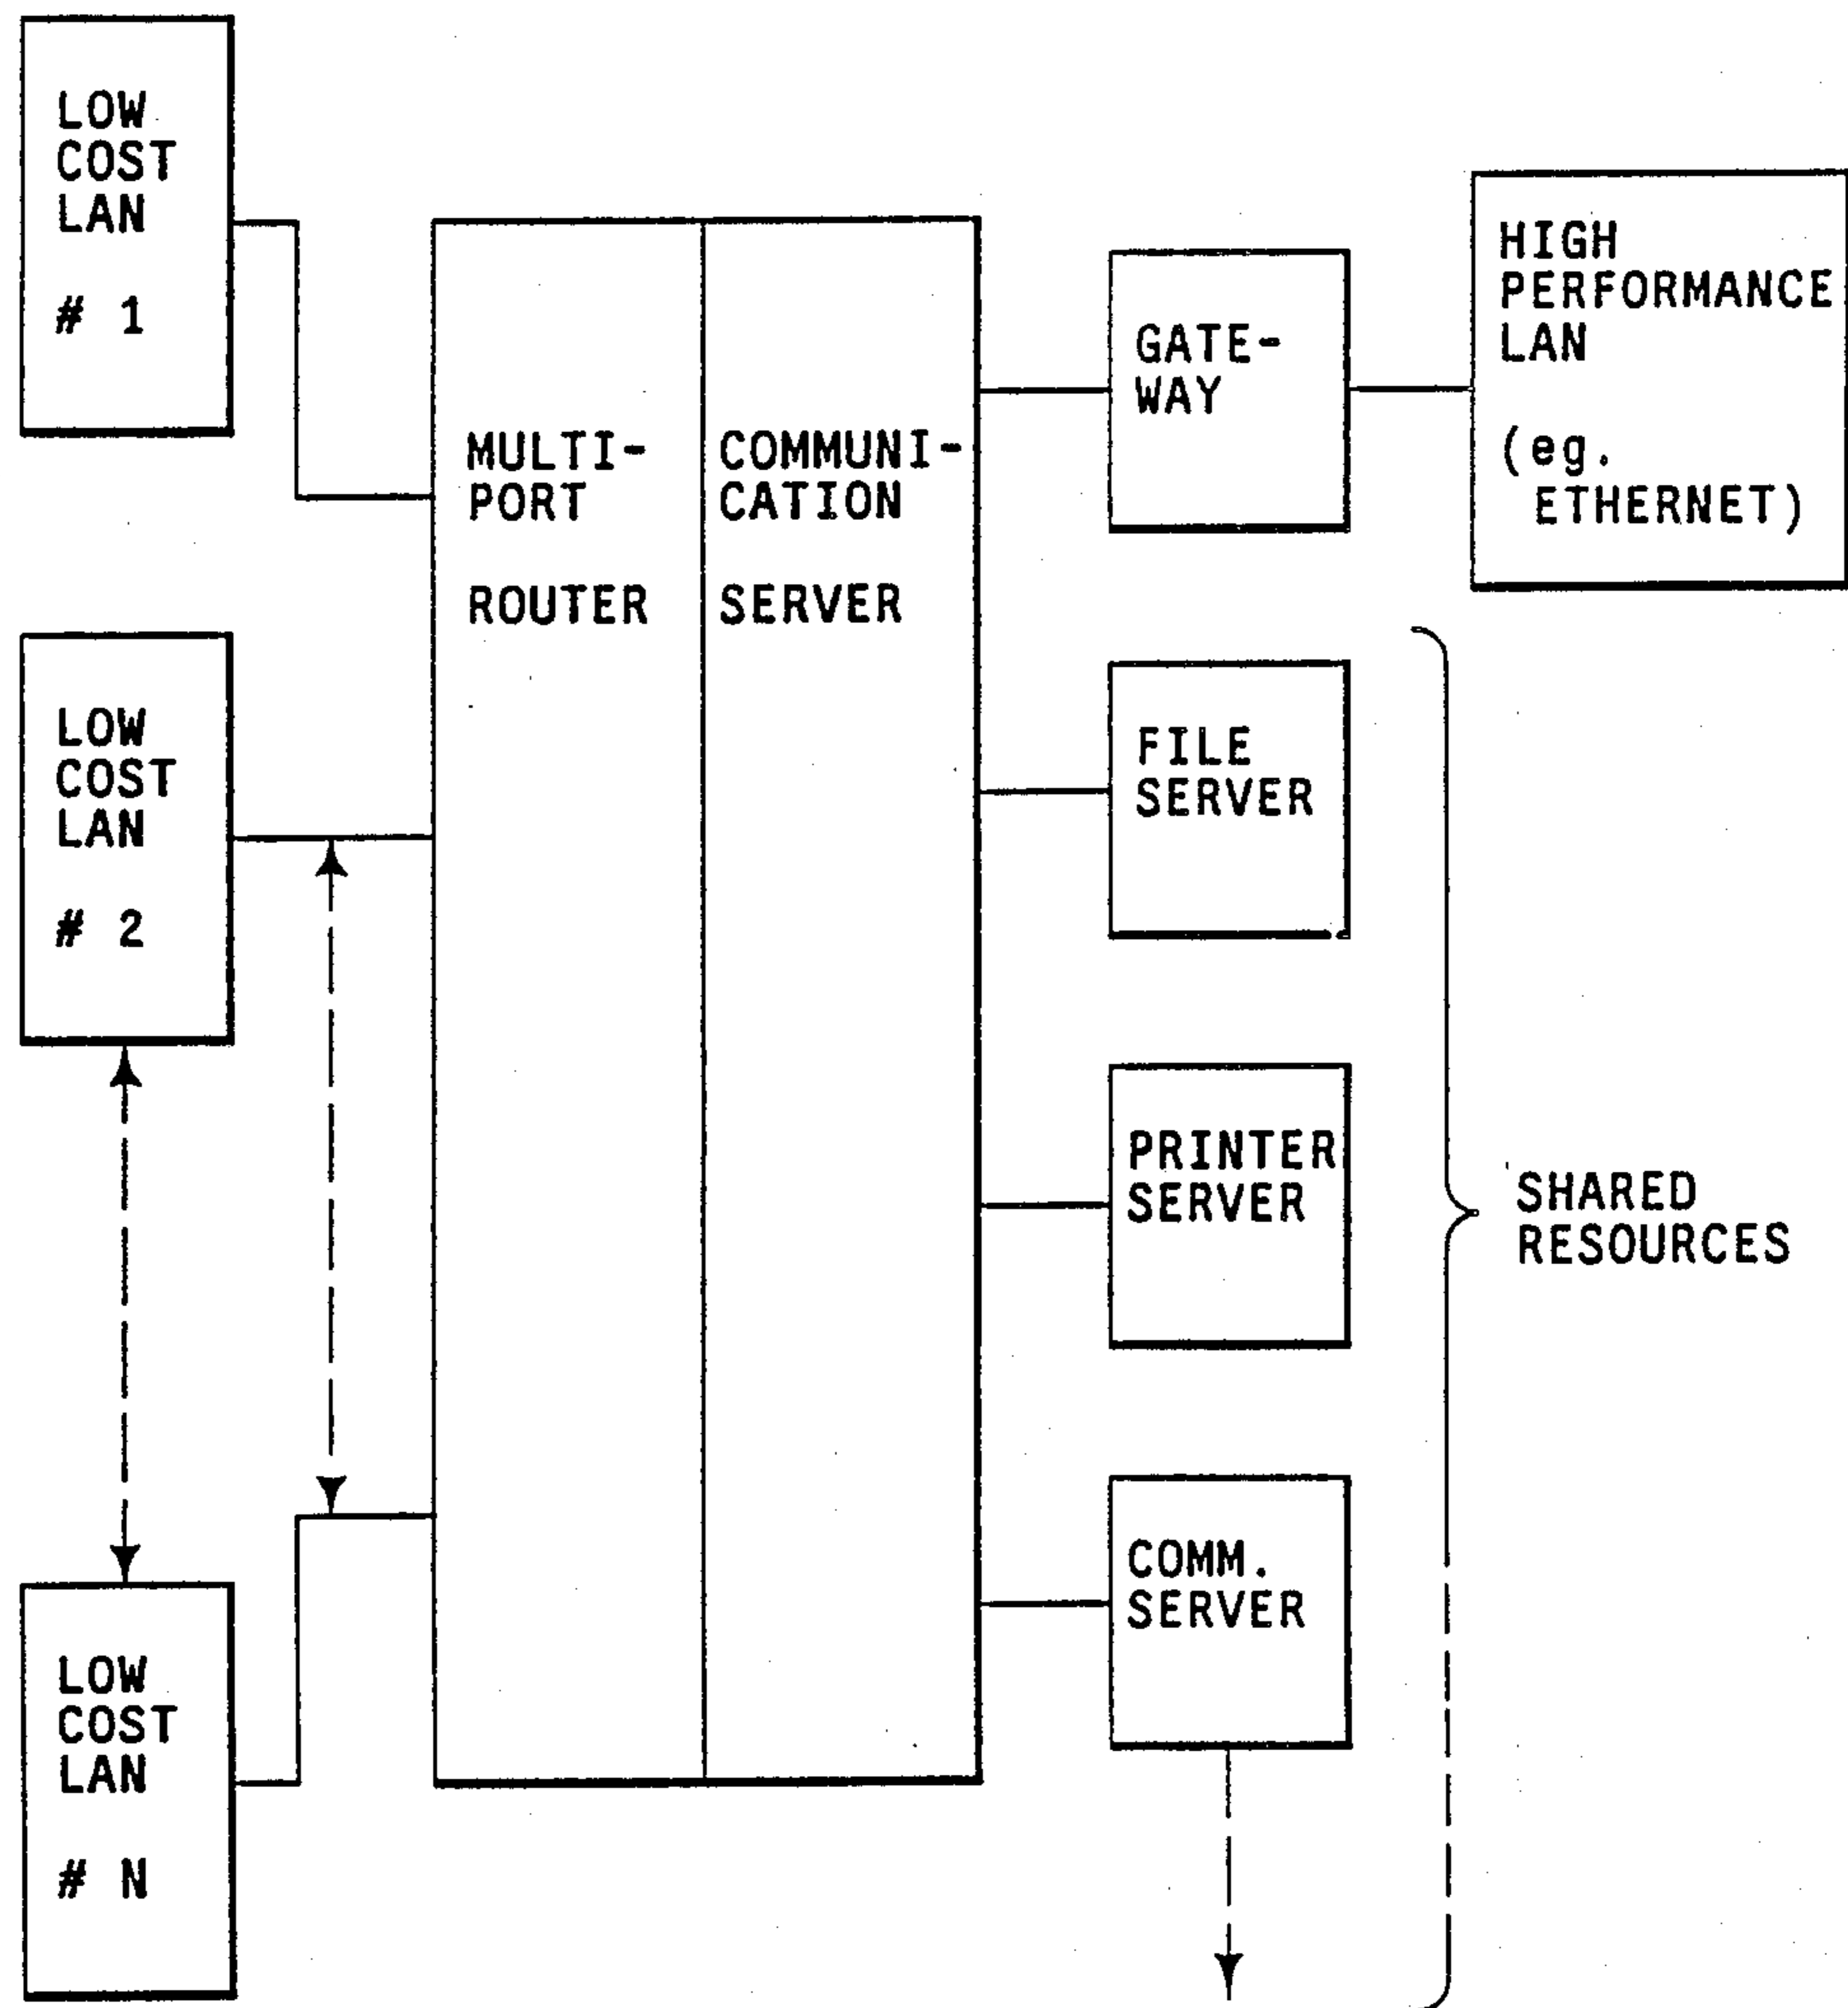 LOW
COST
LAN
# 1
LOW
COST
LAN
# 2
LOW
COST
LAN
# N
MULTI-
PORT
ROUTER
COMMUNI-
CATION
SERVER
GATE-
WAY
HIGH
PERFORMANCE
LAN
(eg.
ETHERNET)
FILE
SERVER
PRINTER
SERVER
COMM.
SERVER
SHARED
RESOURCES